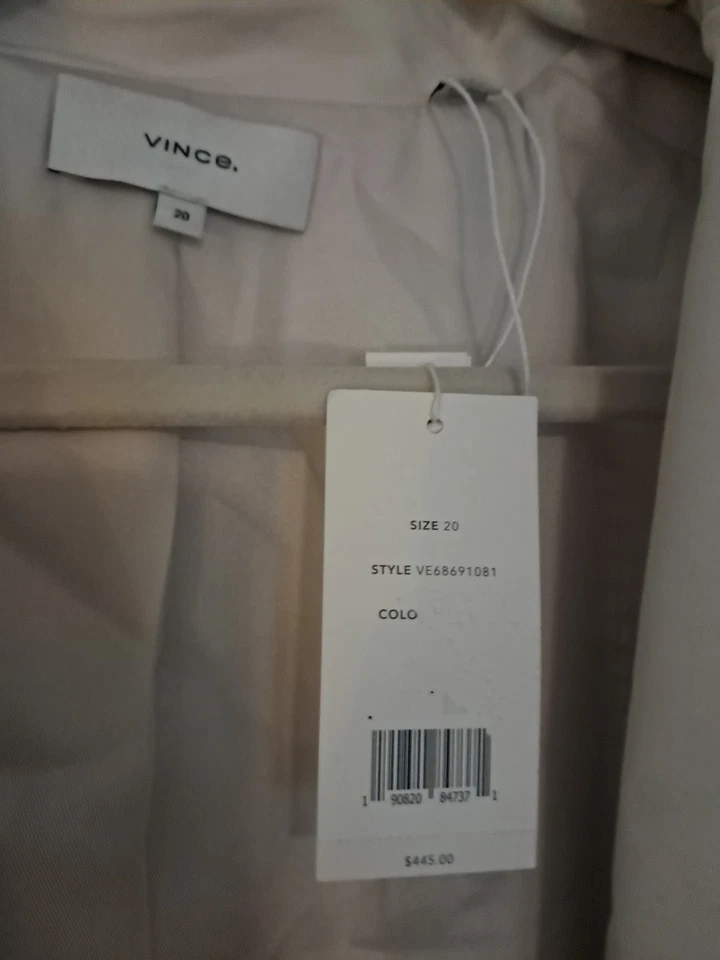 VINCe.
20
SIZE 20
STYLE VE68691081
COLO
1 90820 84737 1
$445.00